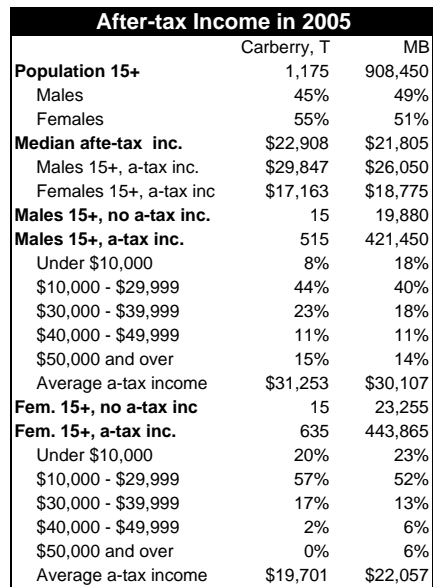 After-tax Income in 2005
Carberry, T MB
Population 15+ 1,175 908,450
Males 45% 49%
Females 55% 51%
Median afte-tax inc. $22,908 $21,805
Males 15+, a-tax inc. $29,847 $26,050
Females 15+, a-tax inc $17,163 $18,775
Males 15+, no a-tax inc. 15 19,880
Males 15+, a-tax inc. 515 421,450
Under $10,000 8% 18%
$10,000 - $29,999 44% 40%
$30,000 - $39,999 23% 18%
$40,000 - $49,999 11% 11%
$50,000 and over 15% 14%
Average a-tax income $31,253 $30,107
Fem. 15+, no a-tax inc 15 23,255
Fem. 15+, a-tax inc. 635 443,865
Under $10,000 20% 23%
$10,000 - $29,999 57% 52%
$30,000 - $39,999 17% 13%
$40,000 - $49,999 2% 6%
$50,000 and over 0% 6%
Average a-tax income $19,701 $22,057